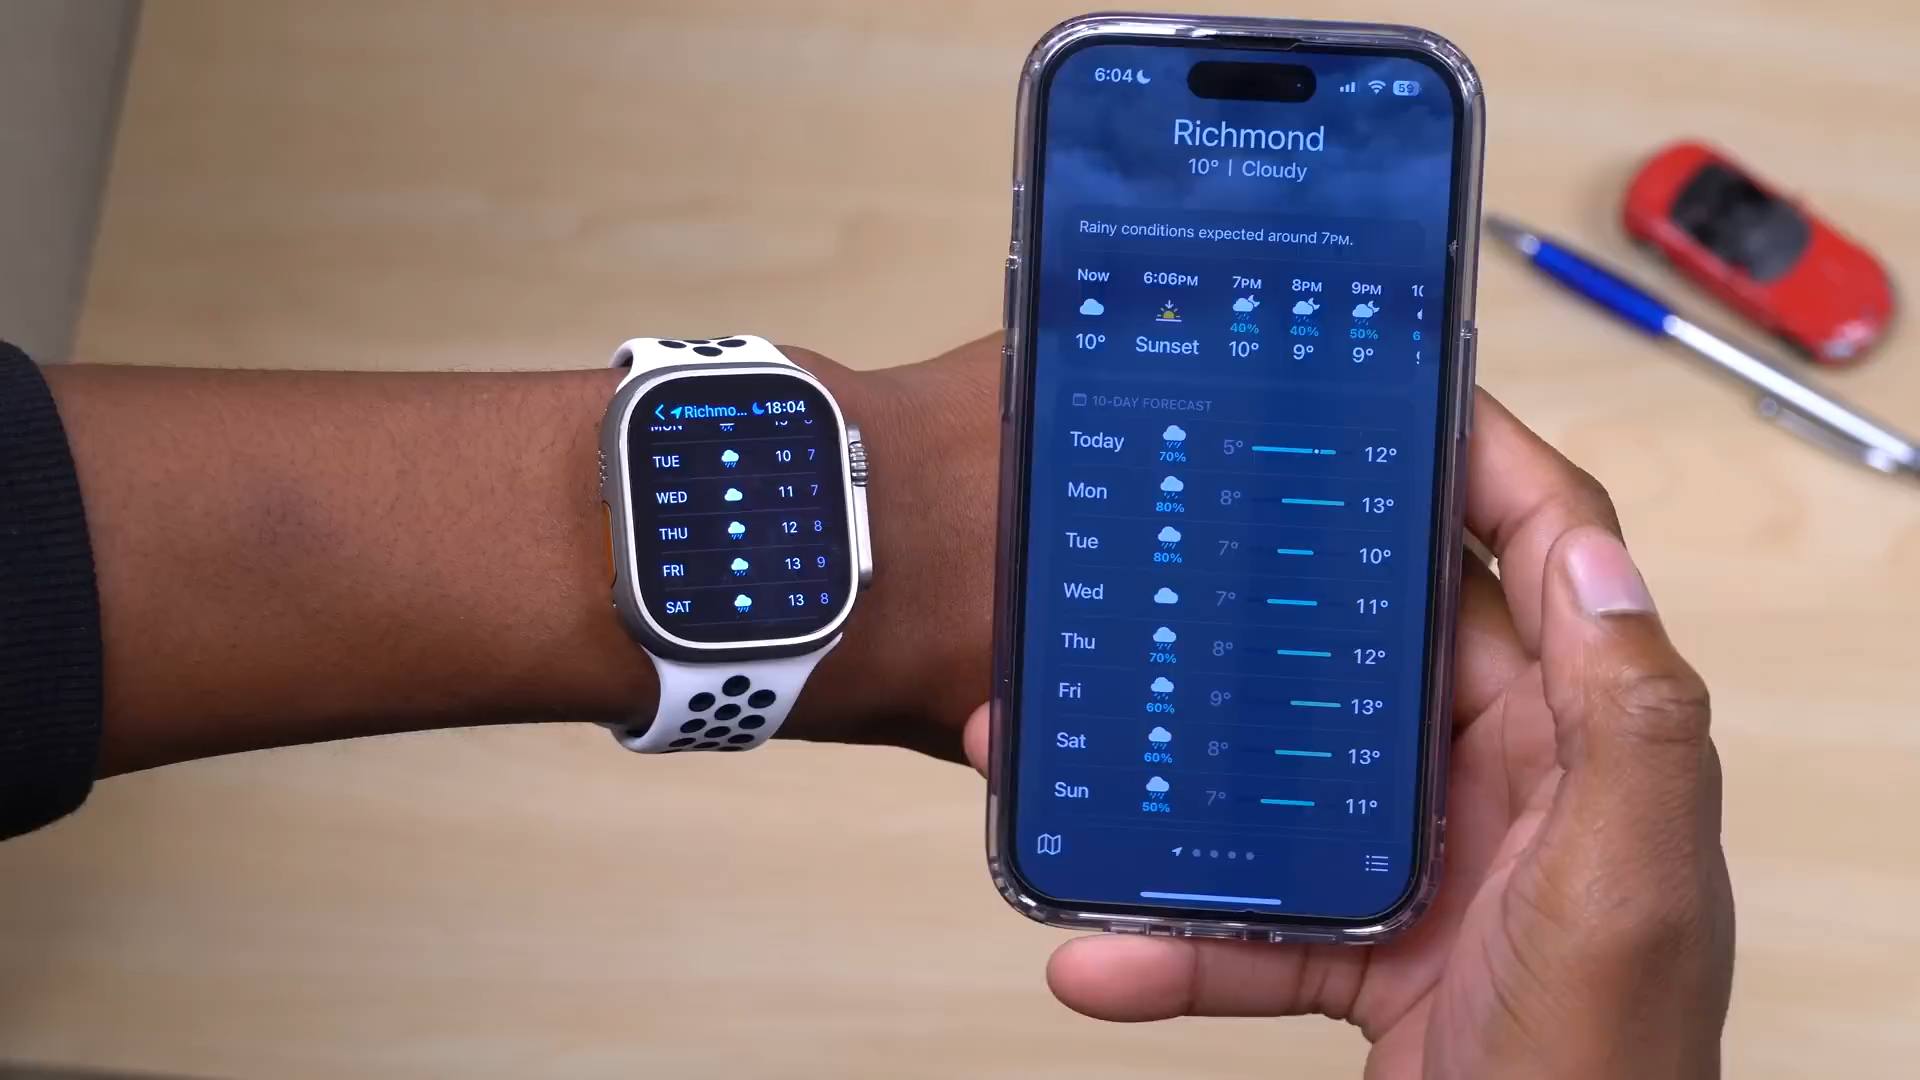 Richmo... 18:04
MON 13 8
TUE 10 7
WED 11 7
THU 12 8
FRI 13 9
SAT 13 8
6:04 59
Richmond
10° | Cloudy
Rainy conditions expected around 7PM.
Now 6:06PM 7PM 8PM 9PM
40% 40% 50%
10° Sunset 10° 9° 9°
10-DAY FORECAST
Today 70% 5° 12°
Mon 80% 8° 13°
Tue 80% 7° 10°
Wed 7° 11°
Thu 70% 8° 12°
Fri 60% 9° 13°
Sat 60% 8° 13°
Sun 50% 7° 11°